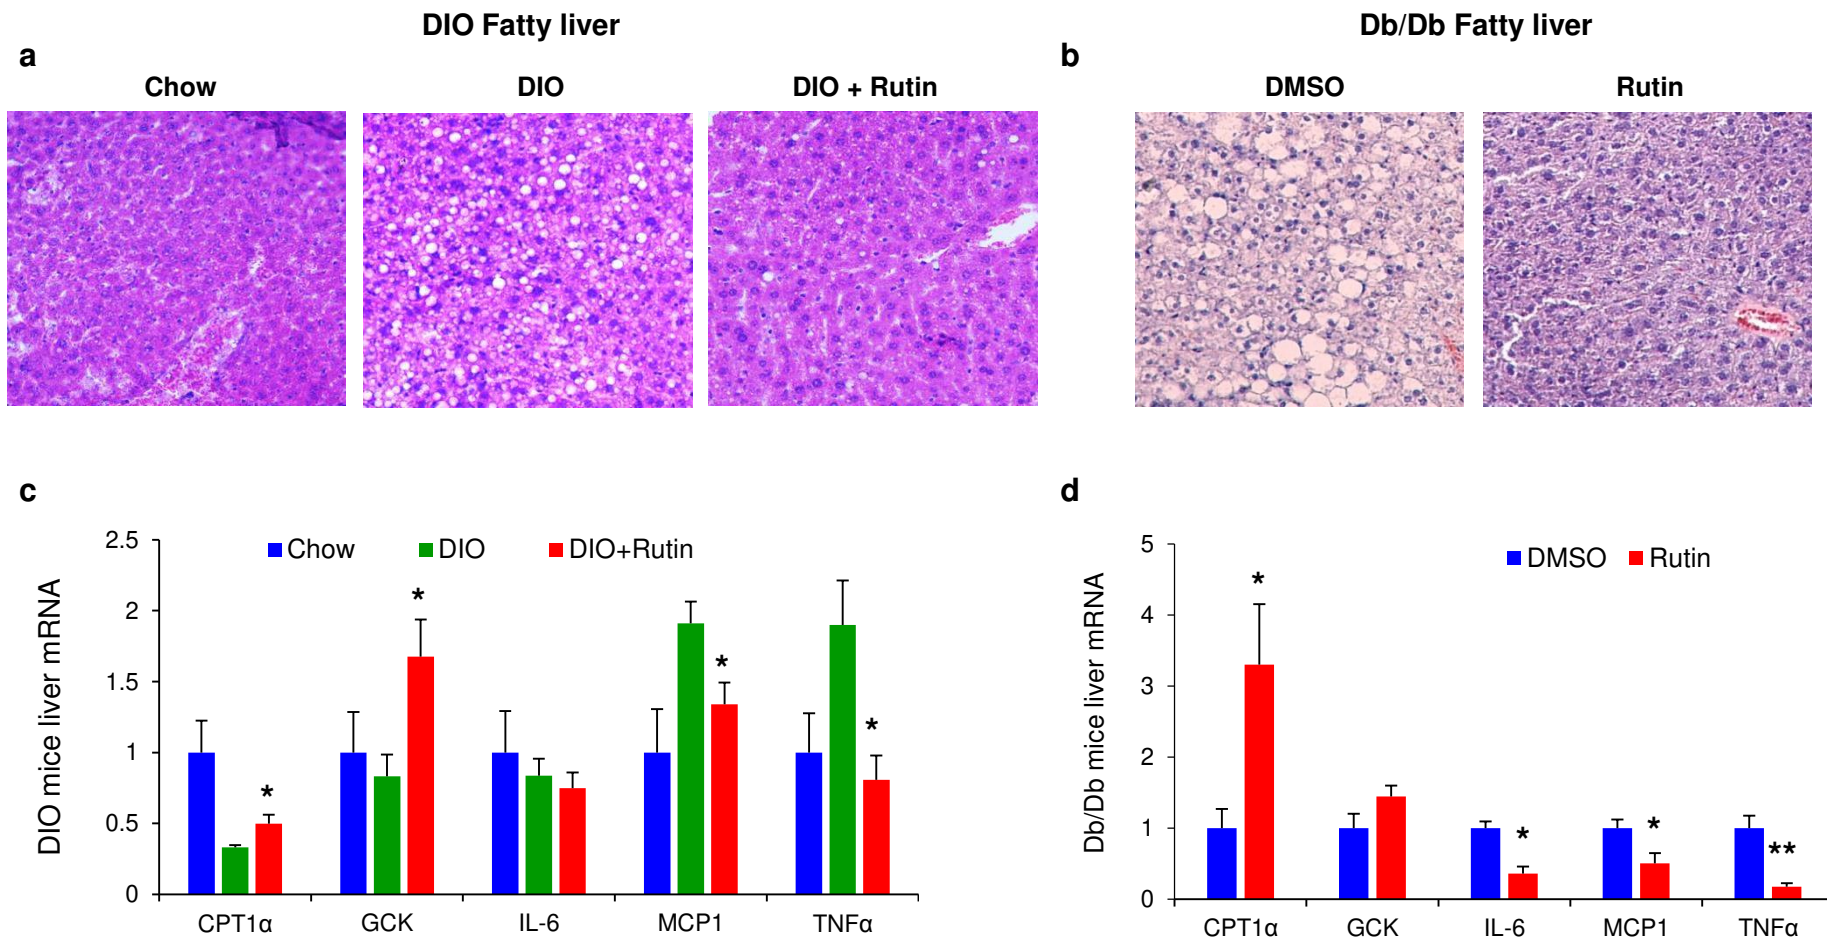 DIO Fatty liver
Db/Db Fatty liver
a
b
Chow
DIO
DIO + Rutin
DMSO
Rutin
c
d
DIO mice liver mRNA
2.5
2
1.5
1
0.5
0
Chow
DIO
DIO+Rutin
*
*
*
*
CPT1α
GCK
IL-6
MCP1
TNFα
Db/Db mice liver mRNA
5
4
3
2
1
0
DMSO
Rutin
*
*
*
**
CPT1α
GCK
IL-6
MCP1
TNFα